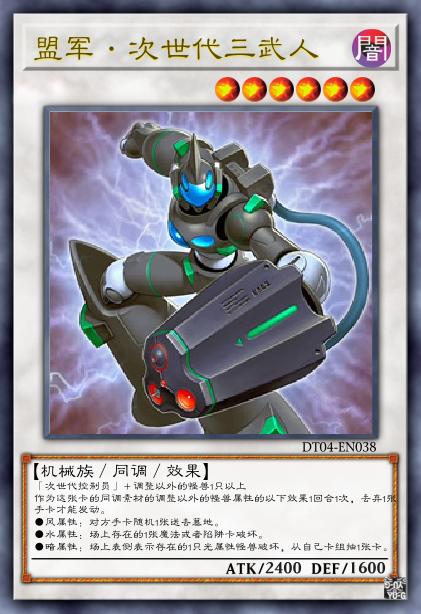 盟军·次世代三武人
闇
DT04-EN038
【机械族／同调／效果】
「次世代控制员」+调整以外的怪兽1只以上
作为这张卡的同调素材的调整以外的怪兽属性的以下效果1回合1次，去弃1张
手卡才能发动。
●风属性：对方手卡随机1张送去墓地。
●水属性：场上存在的1张魔法或者陷阱卡破坏。
●暗属性：场上表侧表示存在的1只光属性怪兽破坏，从自己卡组抽1张卡。
ATK/2400 DEF/1600